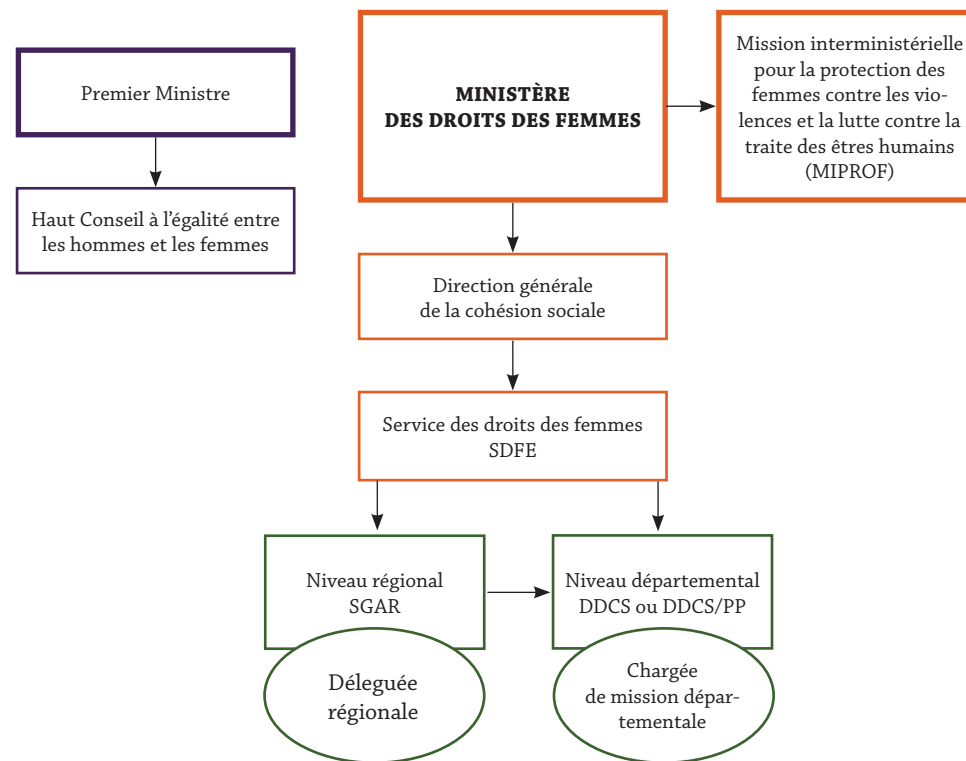 Premier Ministre
Haut Conseil à l'égalité entre
les hommes et les femmes
MINISTÈRE
DES DROITS DES FEMMES
Mission interministérielle
pour la protection des
femmes contre les vio-
lences et la lutte contre la
traite des êtres humains
(MIPROF)
Direction générale
de la cohésion sociale
Service des droits des femmes
SDFE
Niveau régional
SGAR
Niveau départemental
DDCS ou DDCS/PP
Déleguée
régionale
Chargée
de mission dépar-
tementale